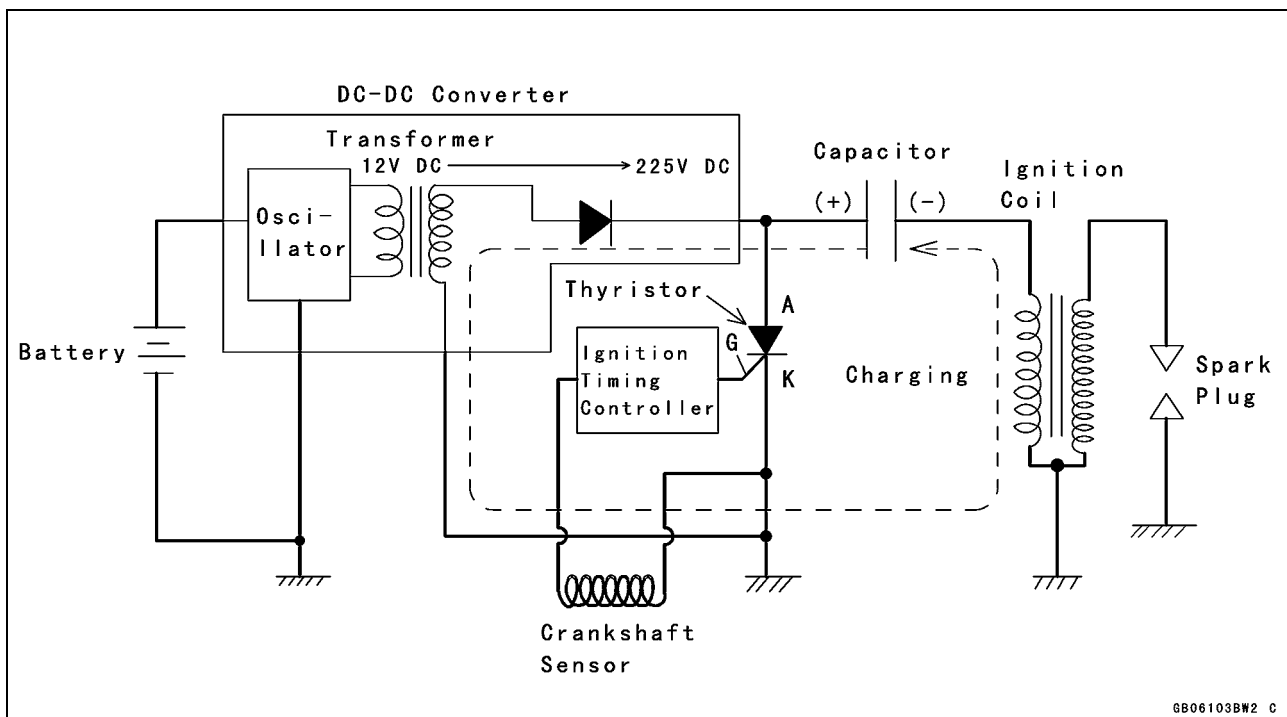 DC-DC Converter
Transformer
12V DC
225V DC
Capacitor
(+)
(-)
Ignition
Coil
Osci-
llator
Thyristor
A
G
K
Battery
Ignition
Timing
Controller
Charging
Spark
Plug
Crankshaft
Sensor
GB06103BW2 C